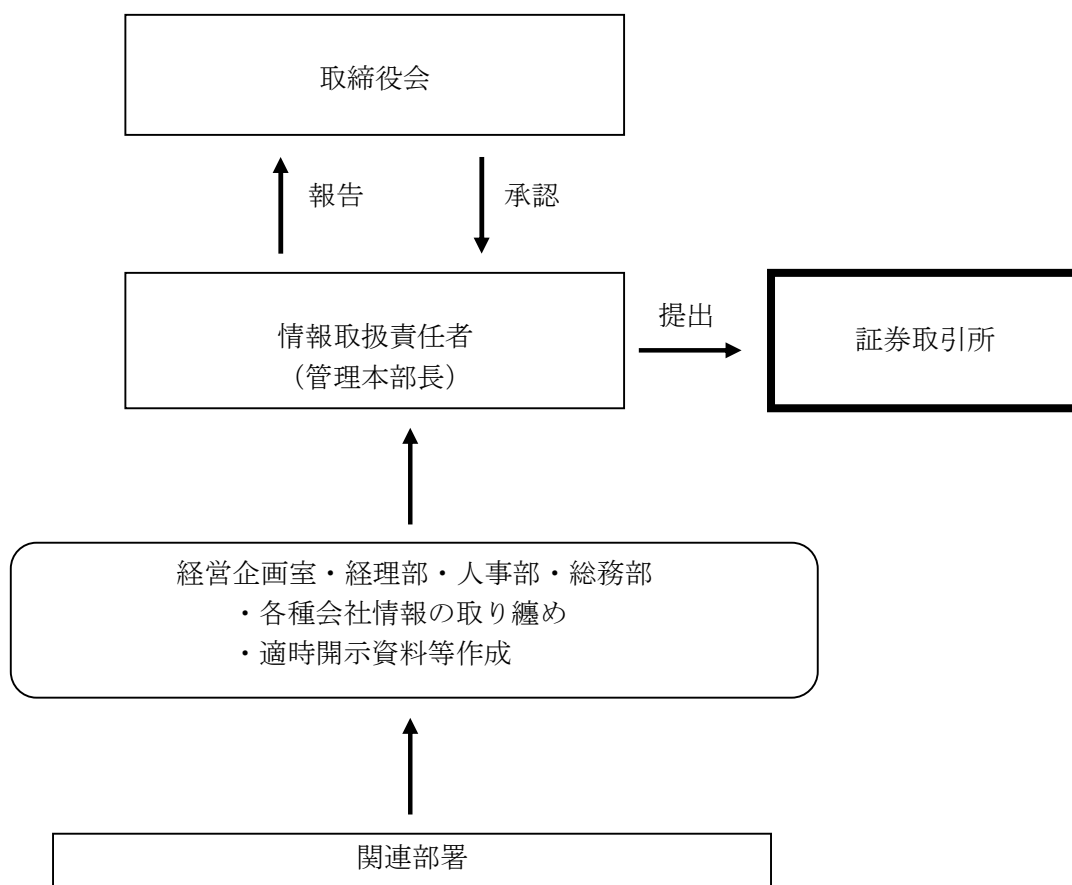 取締役会
報告
承認
情報取扱責任者
（管理本部長）
提出
証券取引所
経営企画室・経理部・人事部・総務部
・各種会社情報の取り纏め
・適時開示資料等作成
関連部署